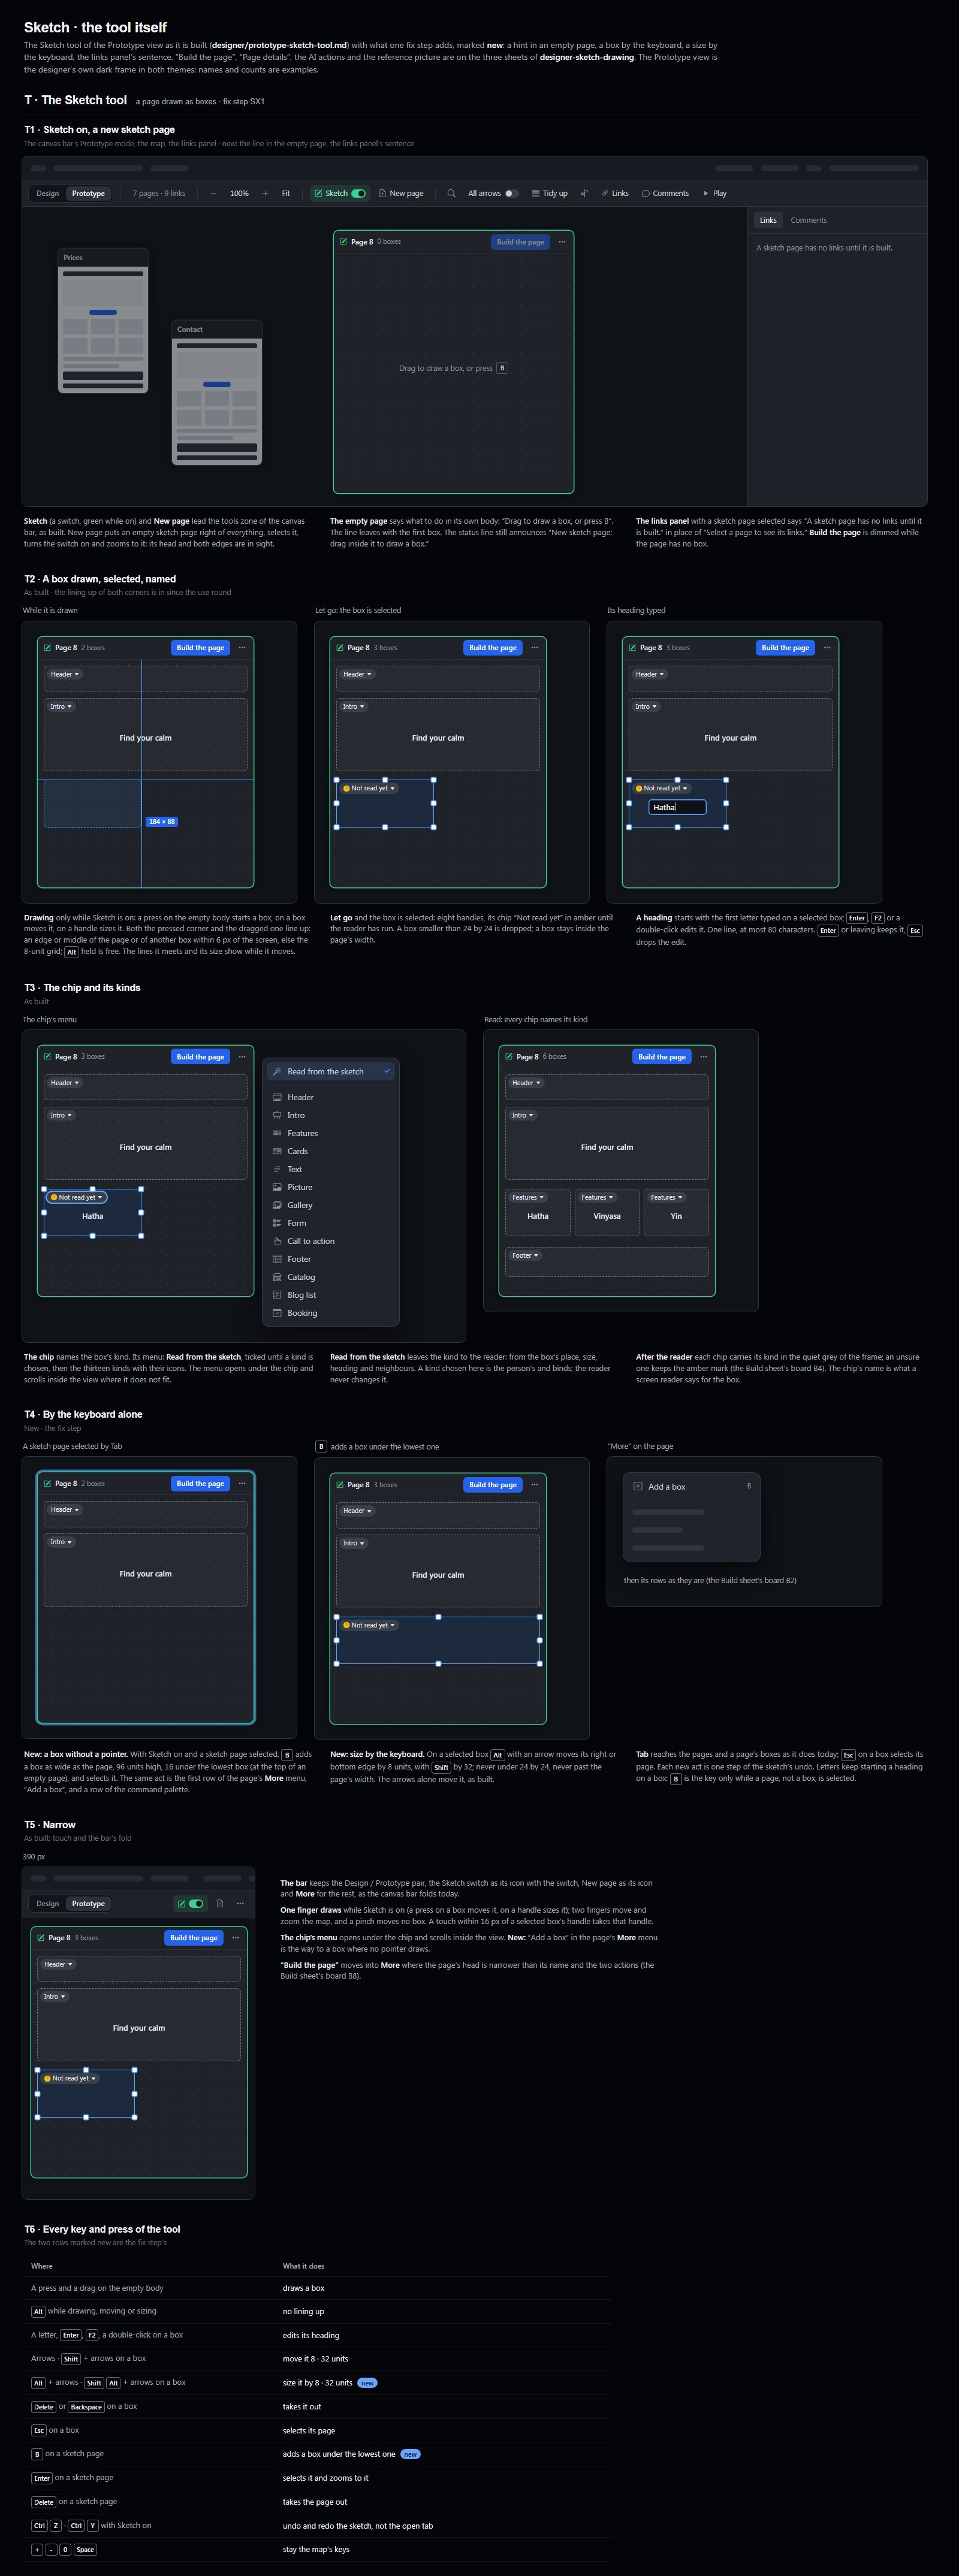 Sketch · the tool itself
The Sketch tool of the Prototype view as it is built (designer/prototype-sketch-tool.md) with what one fix step adds, marked new: a hint in an empty page, a box by the keyboard, a size by
the keyboard, the links panel's sentence. "Build the page", "Page details", the AI actions and the reference picture are on the three sheets of designer-sketch-drawing. The Prototype view is
the designer's own dark frame in both themes: names and counts are examples.
T · The Sketch tool a page drawn as boxes · fix step SX1
T1 · Sketch on, a new sketch page
The canvas bar's Prototype mode, the map, the links panel · new: the line in the empty page, the links panel's sentence
Design Prototype 7 pages · 9 links − 100% + Fit Sketch New page All arrows Tidy up Links Comments Play
Prices
Contact
Page 8 0 boxes Build the page ···
Drag to draw a box, or press B
Links Comments
A sketch page has no links until it is built.
Sketch (a switch, green while on) and New page lead the tools zone of the canvas
bar, as built. New page puts an empty sketch page right of everything, selects it,
turns the switch on and zooms to it: its head and both edges are in sight.
The empty page says what to do in its own body: "Drag to draw a box, or press B".
The line leaves with the first box. The status line still announces "New sketch page:
drag inside it to draw a box."
The links panel with a sketch page selected says "A sketch page has no links until it
is built." in place of "Select a page to see its links." Build the page is dimmed while
the page has no box.
T2 · A box drawn, selected, named
As built · the lining up of both corners is in since the use round
While it is drawn
Page 8 2 boxes Build the page ···
Header
Intro
Find your calm
184 × 88
Let go: the box is selected
Page 8 3 boxes Build the page ···
Header
Intro
Find your calm
Not read yet
Its heading typed
Page 8 3 boxes Build the page ···
Header
Intro
Find your calm
Not read yet
Hatha
Drawing only while Sketch is on: a press on the empty body starts a box, on a box
moves it, on a handle sizes it. Both the pressed corner and the dragged one line up:
an edge or middle of the page or of another box within 6 px of the screen, else the
8-unit grid; Alt held is free. The lines it meets and its size show while it moves.
Let go and the box is selected: eight handles, its chip "Not read yet" in amber until
the reader has run. A box smaller than 24 by 24 is dropped; a box stays inside the
page's width.
A heading starts with the first letter typed on a selected box; Enter, F2 or a
double-click edits it. One line, at most 80 characters. Enter or leaving keeps it, Esc
drops the edit.
T3 · The chip and its kinds
As built
The chip's menu
Page 8 3 boxes Build the page ···
Header
Intro
Find your calm
Not read yet
Hatha
Read from the sketch
Header
Intro
Features
Cards
Text
Picture
Gallery
Form
Call to action
Footer
Catalog
Blog list
Booking
Read: every chip names its kind
Page 8 6 boxes Build the page ···
Header
Intro
Find your calm
Features Features Features
Hatha Vinyasa Yin
Footer
The chip names the box's kind. Its menu: Read from the sketch, ticked until a kind is
chosen, then the thirteen kinds with their icons. The menu opens under the chip and
scrolls inside the view where it does not fit.
Read from the sketch leaves the kind to the reader: from the box's place, size,
heading and neighbours. A kind chosen here is the person's and binds; the reader
never changes it.
After the reader each chip carries its kind in the quiet grey of the frame; an unsure
one keeps the amber mark (the Build sheet's board B4). The chip's name is what a
screen reader says for the box.
T4 · By the keyboard alone
New · the fix step
A sketch page selected by Tab
Page 8 2 boxes Build the page ···
Header
Intro
Find your calm
B adds a box under the lowest one
Page 8 3 boxes Build the page ···
Header
Intro
Find your calm
Not read yet
"More" on the page
Add a box B
then its rows as they are (the Build sheet's board B2)
New: a box without a pointer. With Sketch on and a sketch page selected, B adds
a box as wide as the page, 96 units high, 16 under the lowest box (at the top of an
empty page), and selects it. The same act is the first row of the page's More menu,
"Add a box", and a row of the command palette.
New: size by the keyboard. On a selected box Alt with an arrow moves its right or
bottom edge by 8 units, with Shift by 32; never under 24 by 24, never past the
page's width. The arrows alone move it, as built.
Tab reaches the pages and a page's boxes as it does today; Esc on a box selects its
page. Each new act is one step of the sketch's undo. Letters keep starting a heading
on a box: B is the key only while a page, not a box, is selected.
T5 · Narrow
As built: touch and the bar's fold
390 px
Design Prototype ···
Page 8 3 boxes Build the page ···
Header
Intro
Find your calm
Not read yet
The bar keeps the Design / Prototype pair, the Sketch switch as its icon with the switch, New page as its icon
and More for the rest, as the canvas bar folds today.
One finger draws while Sketch is on (a press on a box moves it, on a handle sizes it); two fingers move and
zoom the map, and a pinch moves no box. A touch within 16 px of a selected box's handle takes that handle.
The chip's menu opens under the chip and scrolls inside the view. New: "Add a box" in the page's More menu
is the way to a box where no pointer draws.
"Build the page" moves into More where the page's head is narrower than its name and the two actions (the
Build sheet's board B8).
T6 · Every key and press of the tool
The two rows marked new are the fix step's
Where What it does
A press and a drag on the empty body draws a box
Alt while drawing, moving or sizing no lining up
A letter, Enter, F2, a double-click on a box edits its heading
Arrows · Shift + arrows on a box move it 8 · 32 units
Alt + arrows · Shift Alt + arrows on a box size it by 8 · 32 units new
Delete or Backspace on a box takes it out
Esc on a box selects its page
B on a sketch page adds a box under the lowest one new
Enter on a sketch page selects it and zooms to it
Delete on a sketch page takes the page out
Ctrl Z · Ctrl Y with Sketch on undo and redo the sketch, not the open tab
+ - 0 Space stay the map's keys